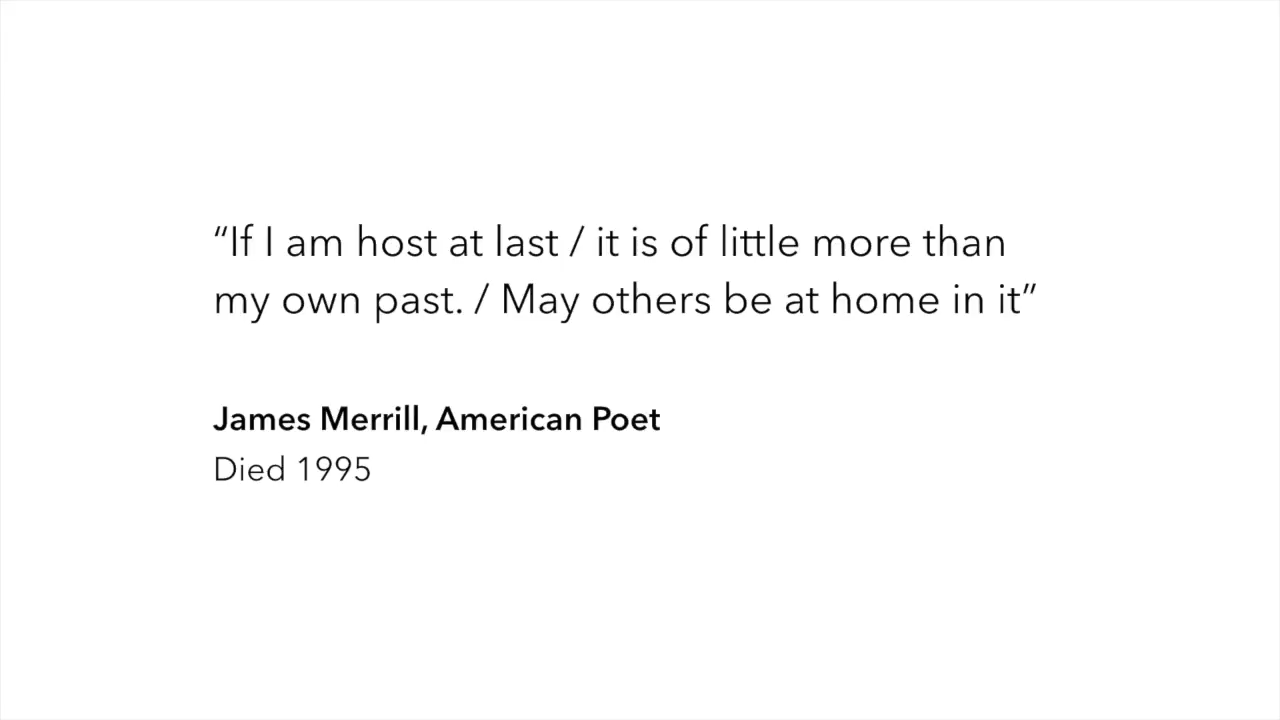 “If I am host at last / it is of little more than
my own past. / May others be at home in it”
James Merrill, American Poet
Died 1995